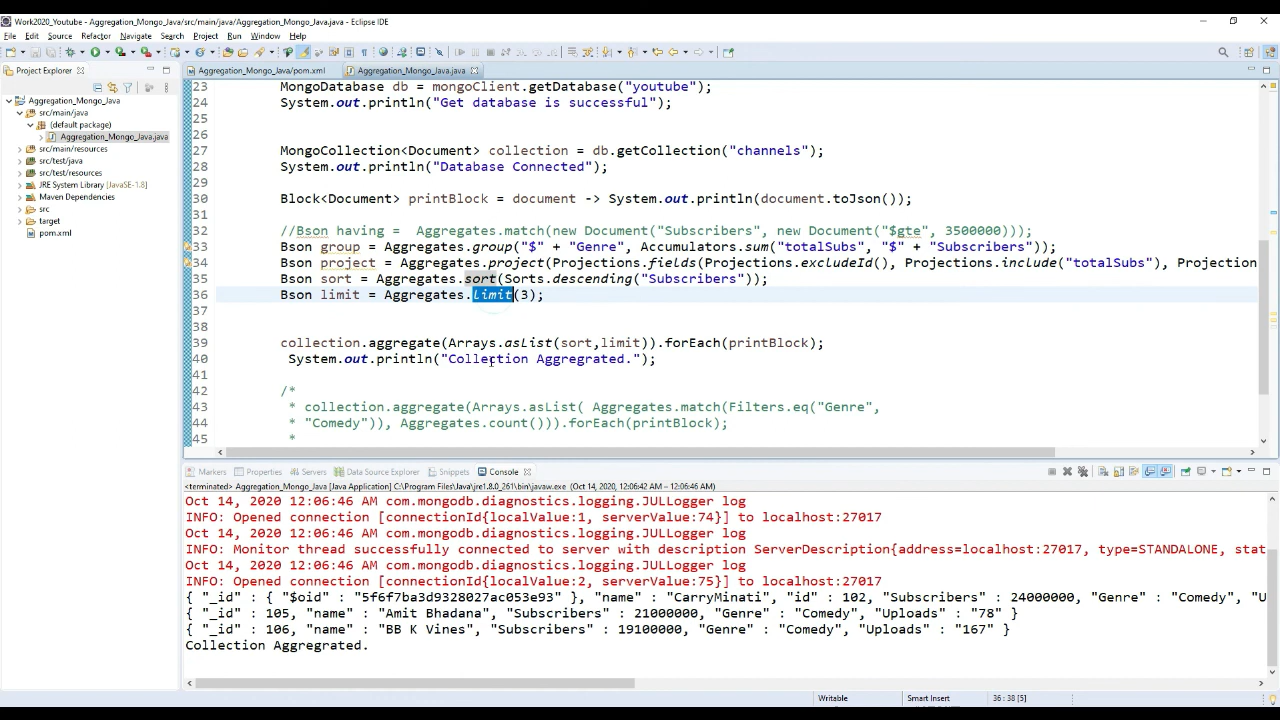 Work2020_Youtube - Aggregation_Mongo_Java/src/main/java/Aggregation_Mongo_Java.java - Eclipse IDE
File Edit Source Refactor Navigate Search Project Run Window Help
Project Explorer
Aggregation_Mongo_Java/pom.xml
Aggregation_Mongo_Java.java
Aggregation_Mongo_Java
src/main/java
(default package)
Aggregation_Mongo_Java.java
src/main/resources
src/test/java
src/test/resources
JRE System Library [JavaSE-1.8]
Maven Dependencies
src
target
pom.xml
23 MongoDatabase db = mongoClient.getDatabase("youtube");
24 System.out.println("Get database is successful");
25
26
27 MongoCollection<Document> collection = db.getCollection("channels");
28 System.out.println("Database Connected");
29
30 Block<Document> printBlock = document -> System.out.println(document.toJson());
31
32 //Bson having =  Aggregates.match(new Document("Subscribers", new Document("$gte", 3500000)));
33 Bson group = Aggregates.group("$" + "Genre", Accumulators.sum("totalSubs", "$" + "Subscribers"));
34 Bson project = Aggregates.project(Projections.fields(Projections.excludeId(), Projections.include("totalSubs"), Projection
35 Bson sort = Aggregates.sort(Sorts.descending("Subscribers"));
36 Bson limit = Aggregates.limit(3);
37
38
39 collection.aggregate(Arrays.asList(sort,limit)).forEach(printBlock);
40 System.out.println("Collection Aggregrated.");
41
42 /*
43 * collection.aggregate(Arrays.asList( Aggregates.match(Filters.eq("Genre",
44 * "Comedy")), Aggregates.count())).forEach(printBlock);
45 *
Markers Properties Servers Data Source Explorer Snippets Console
<terminated> Aggregation_Mongo_Java [Java Application] C:\Program Files\Java\jre1.8.0_261\bin\javaw.exe (Oct 14, 2020 12:06:42 AM – 12:06:46 AM)
Oct 14, 2020 12:06:46 AM com.mongodb.diagnostics.logging.JULLogger log
INFO: Opened connection [connectionId{localValue:1, serverValue:74}] to localhost:27017
Oct 14, 2020 12:06:46 AM com.mongodb.diagnostics.logging.JULLogger log
INFO: Monitor thread successfully connected to server with description ServerDescription{address=localhost:27017, type=STANDALONE, stat
Oct 14, 2020 12:06:46 AM com.mongodb.diagnostics.logging.JULLogger log
INFO: Opened connection [connectionId{localValue:2, serverValue:75}] to localhost:27017
{ "_id" : { "$oid" : "5f6f7ba3d9328027ac053e93" }, "name" : "CarryMinati", "id" : 102, "Subscribers" : 24000000, "Genre" : "Comedy", "U
{ "_id" : 105, "name" : "Amit Bhadana", "Subscribers" : 21000000, "Genre" : "Comedy", "Uploads" : "78" }
{ "_id" : 106, "name" : "BB K Vines", "Subscribers" : 19100000, "Genre" : "Comedy", "Uploads" : "167" }
Collection Aggregrated.
Writable Smart Insert 36 : 38 [5]